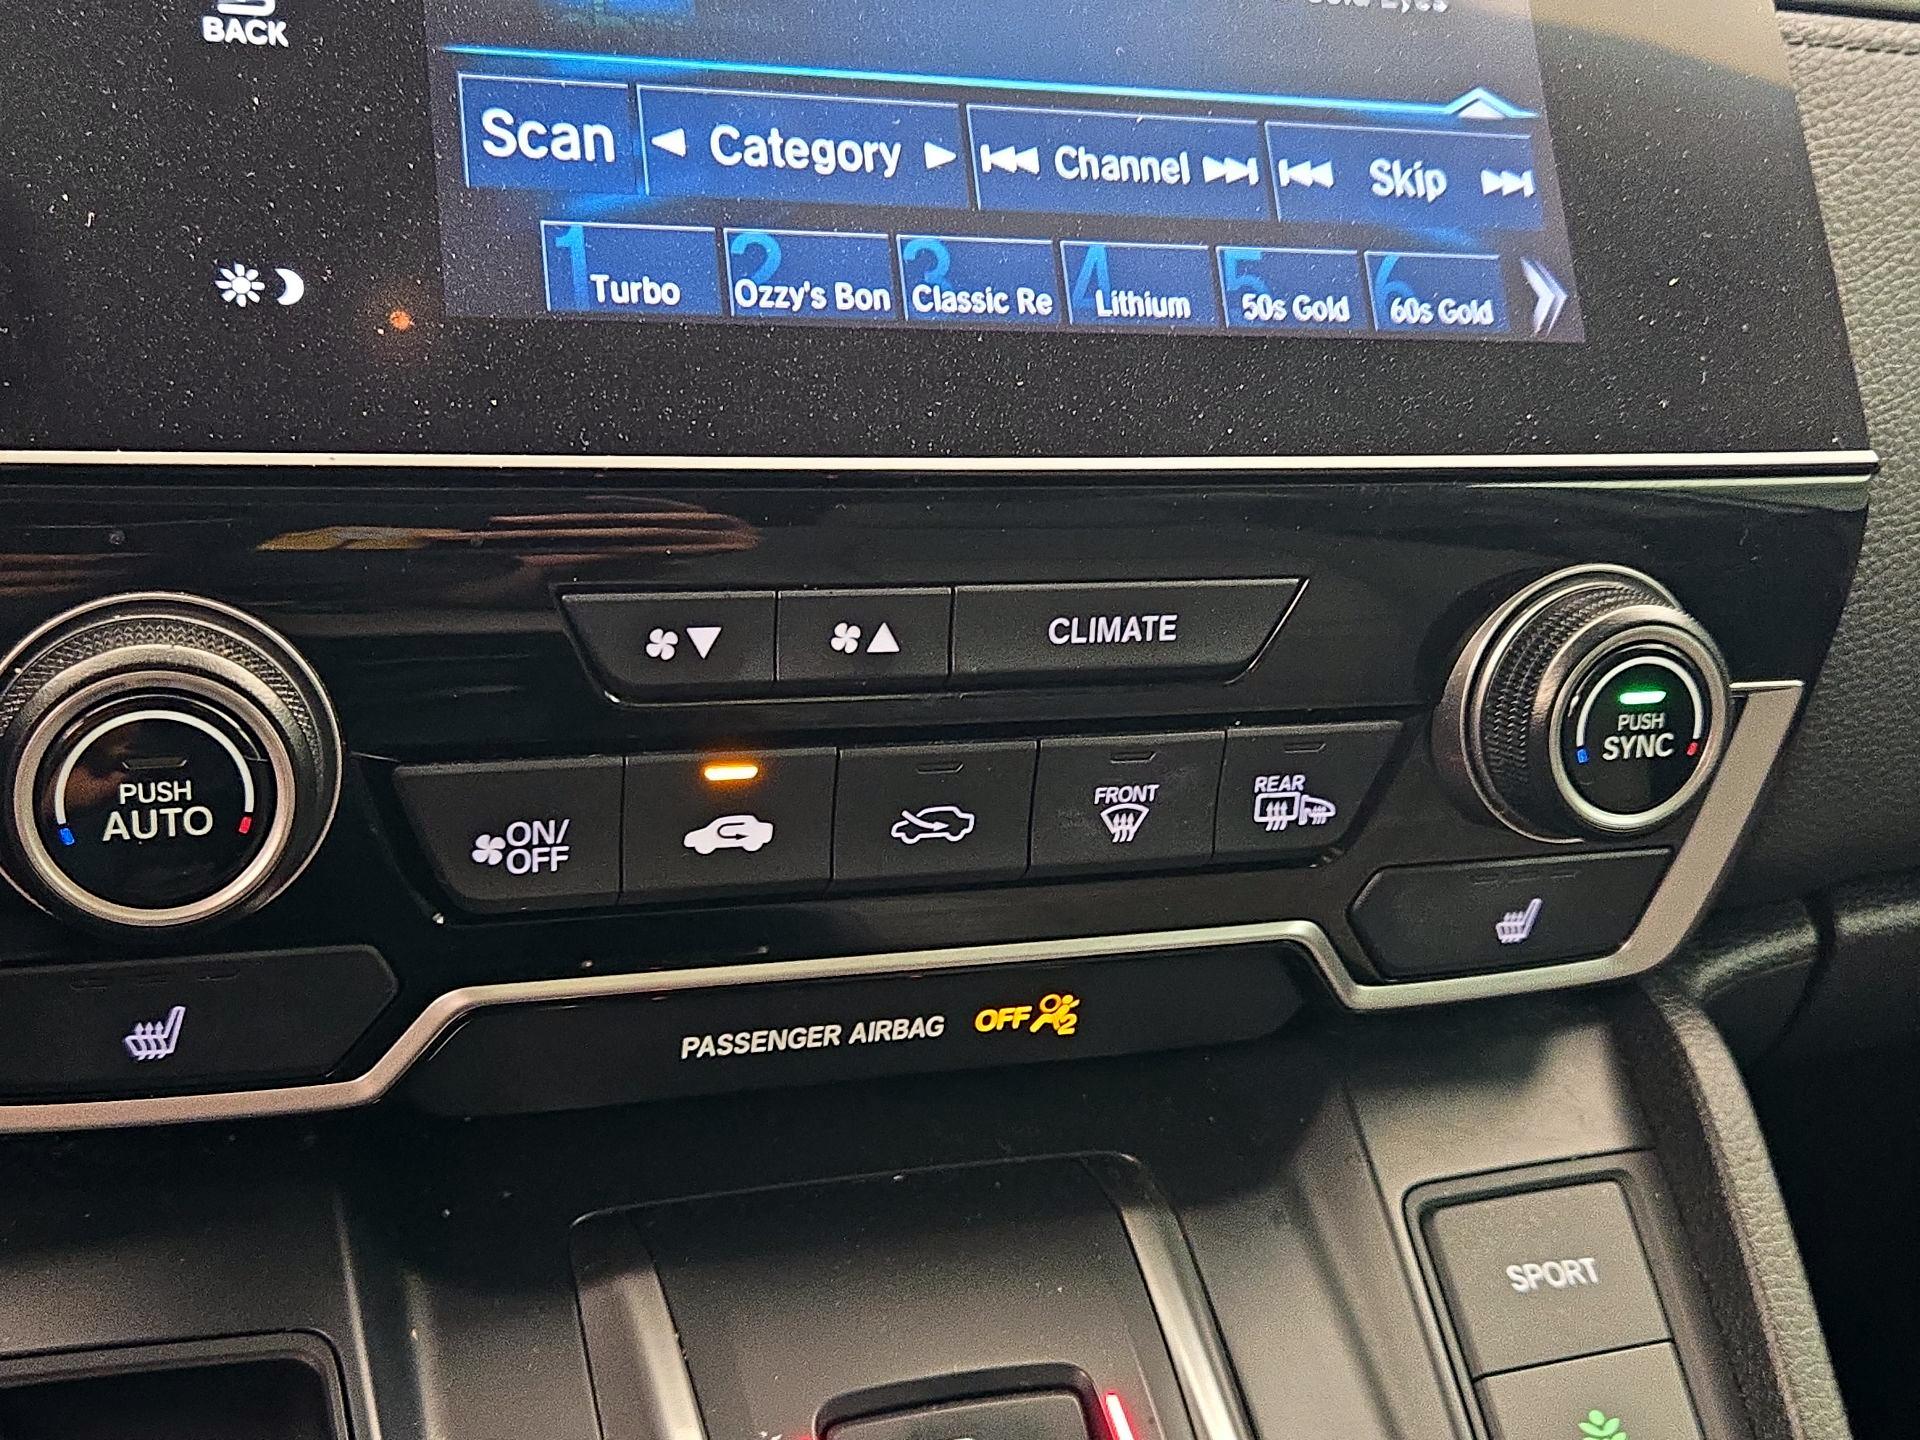 BACK
Scan
Category
Channel
Skip
1 Turbo
2 Ozzy's Bon
3 Classic Re
4 Lithium
5 50s Gold
6 60s Gold
CLIMATE
PUSH
AUTO
ON/
OFF
FRONT
REAR
PUSH
SYNC
PASSENGER AIRBAG OFF 2
SPORT